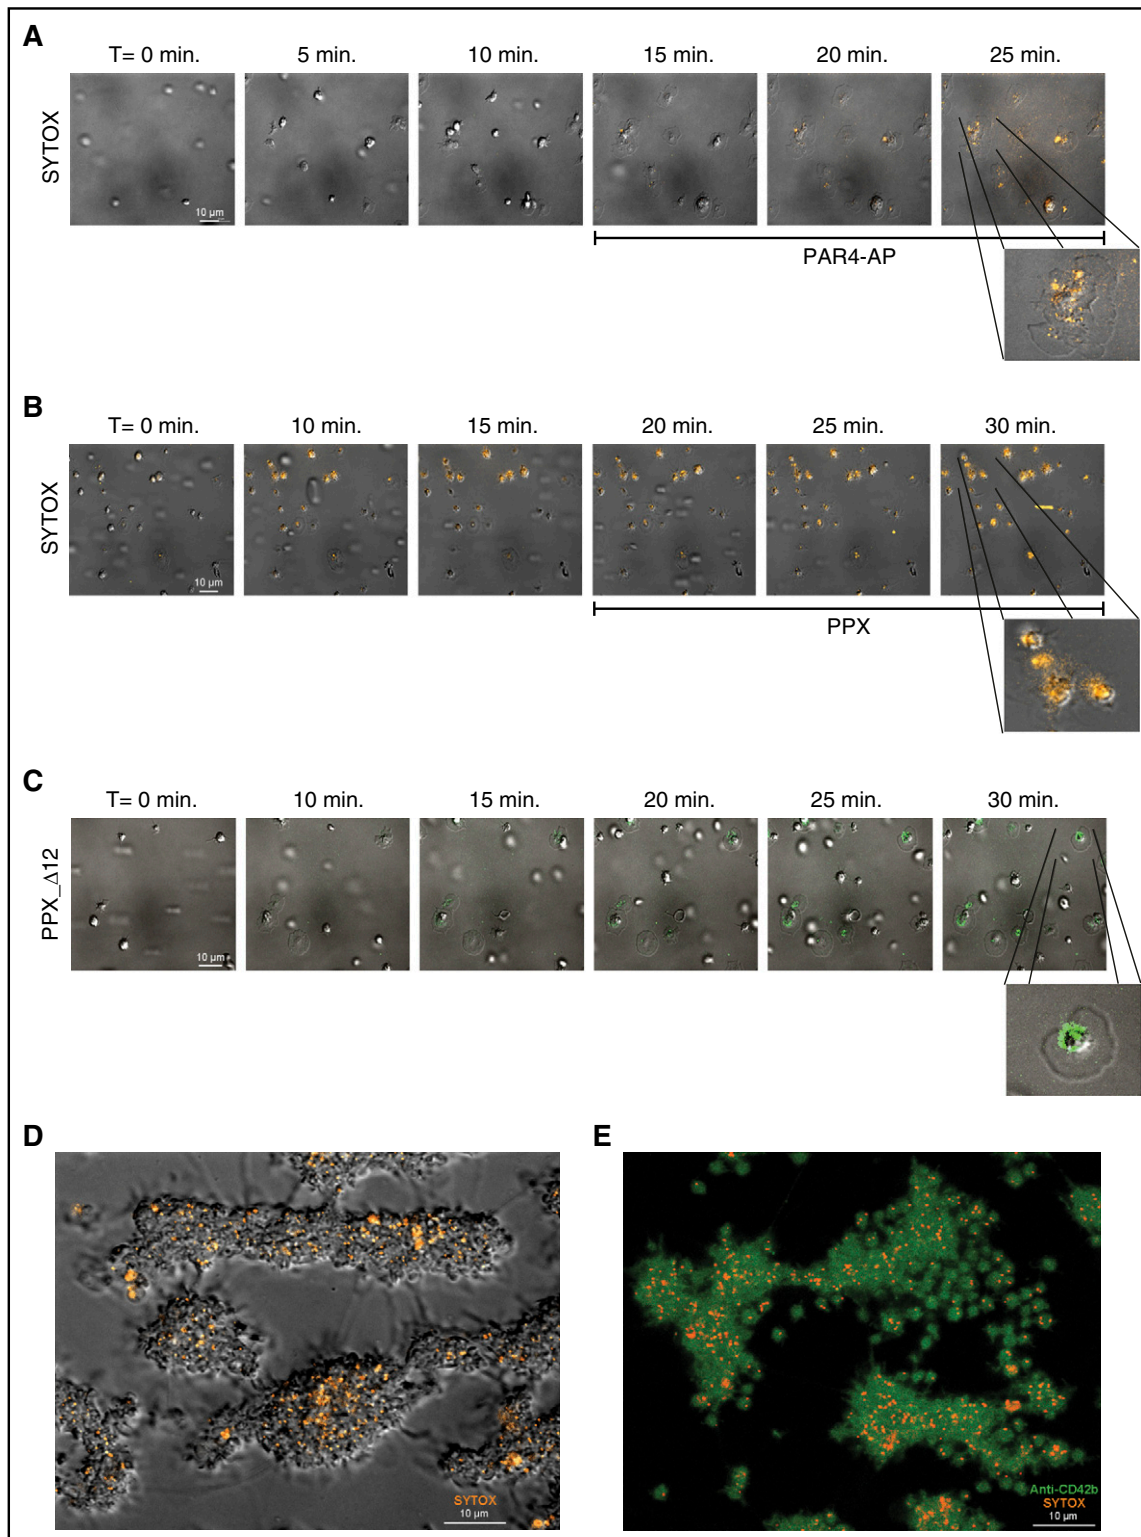 A
T= 0 min. 5 min. 10 min. 15 min. 20 min. 25 min.
SYTOX
10 µm
PAR4-AP
B
T= 0 min. 10 min. 15 min. 20 min. 25 min. 30 min.
SYTOX
10 µm
PPX
C
T= 0 min. 10 min. 15 min. 20 min. 25 min. 30 min.
PPX_Δ12
10 µm
D
E
SYTOX
10 µm
Anti-CD42b
SYTOX
10 µm